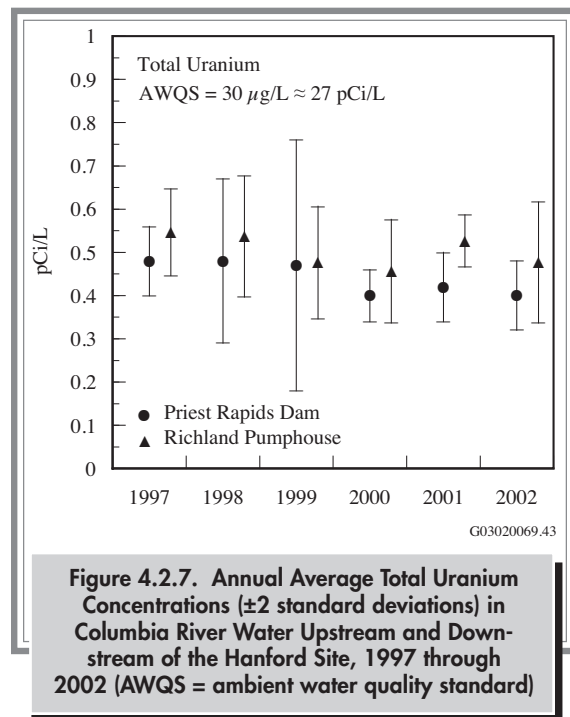 1
Total Uranium
0.9
AWQS = 30 µg/L ≈ 27 pCi/L
0.8
0.7
0.6
pCi/L
0.5
0.4
0.3
0.2
Priest Rapids Dam
0.1
Richland Pumphouse
0
1997 1998 1999 2000 2001 2002
G03020069.43
Figure 4.2.7. Annual Average Total Uranium
Concentrations (±2 standard deviations) in
Columbia River Water Upstream and Down-
stream of the Hanford Site, 1997 through
2002 (AWQS = ambient water quality standard)